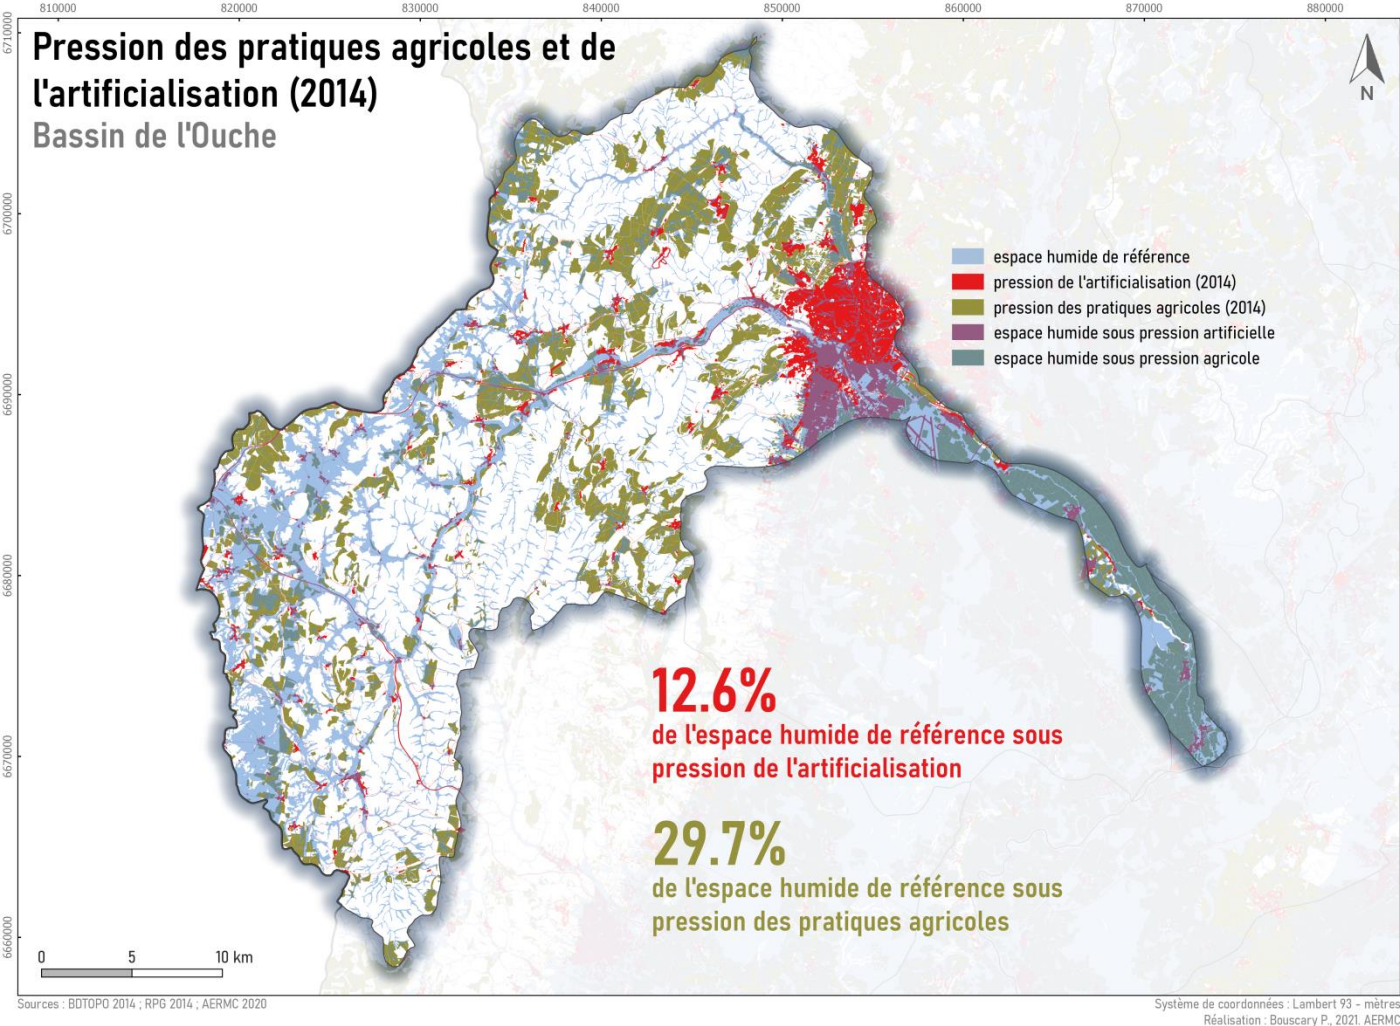 810000 820000 830000 840000 850000 860000 870000 880000
6710000
6700000
6690000
6680000
6670000
6660000
Pression des pratiques agricoles et de
l'artificialisation (2014)
Bassin de l'Ouche
N
espace humide de référence
pression de l'artificialisation (2014)
pression des pratiques agricoles (2014)
espace humide sous pression artificielle
espace humide sous pression agricole
12.6%
de l'espace humide de référence sous
pression de l'artificialisation
29.7%
de l'espace humide de référence sous
pression des pratiques agricoles
0 5 10 km
Sources : BDTOPO 2014 ; RPG 2014 ; AERMC 2020
Système de coordonnées : Lambert 93 - mètres
Réalisation : Bouscary P., 2021. AERMC